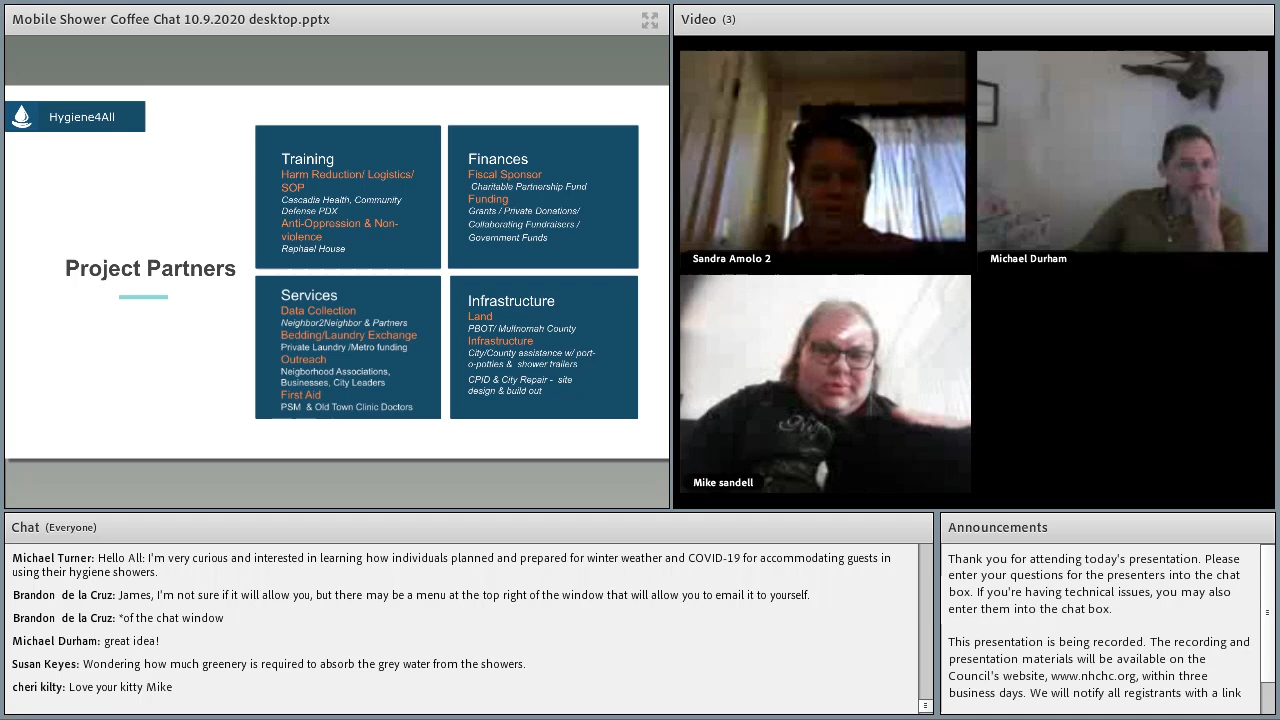 Mobile Shower Coffee Chat 10.9.2020 desktop.pptx
Hygiene4All
Project Partners
Training
Harm Reduction/ Logistics/
SOP
Cascadia Health, Community
Defense PDX
Anti-Oppression & Non-
violence
Raphael House
Finances
Fiscal Sponsor
Charitable Partnership Fund
Funding
Grants / Private Donations/
Collaborating Fundraisers /
Government Funds
Services
Data Collection
Neighbor2Neighbor & Partners
Bedding/Laundry Exchange
Private Laundry /Metro funding
Outreach
Neigborhood Associations,
Businesses, City Leaders
First Aid
PSM & Old Town Clinic Doctors
Infrastructure
Land
PBOT/ Mullnomah County
Infrastructure
City/County assistance w/ port-
o-potties & shower trailers
CPID & City Repair - site
design & build out
Video (3)
Sandra Amolo 2
Michael Durham
Mike sandell
Chat (Everyone)
Michael Turner: Hello All: I'm very curious and interested in learning how individuals planned and prepared for winter weather and COVID-19 for accommodating guests in
using their hygiene showers.
Brandon de la Cruz: James, I'm not sure if it will allow you, but there may be a menu at the top right of the window that will allow you to email it to yourself.
Brandon de la Cruz: *of the chat window
Michael Durham: great idea!
Susan Keyes: Wondering how much greenery is required to absorb the grey water from the showers.
cheri kilty: Love your kitty Mike
Announcements
Thank you for attending today's presentation. Please
enter your questions for the presenters into the chat
box. If you're having technical issues, you may also
enter them into the chat box.
This presentation is being recorded. The recording and
presentation materials will be available on the
Council's website, www.nhchc.org, within three
business days. We will notify all registrants with a link